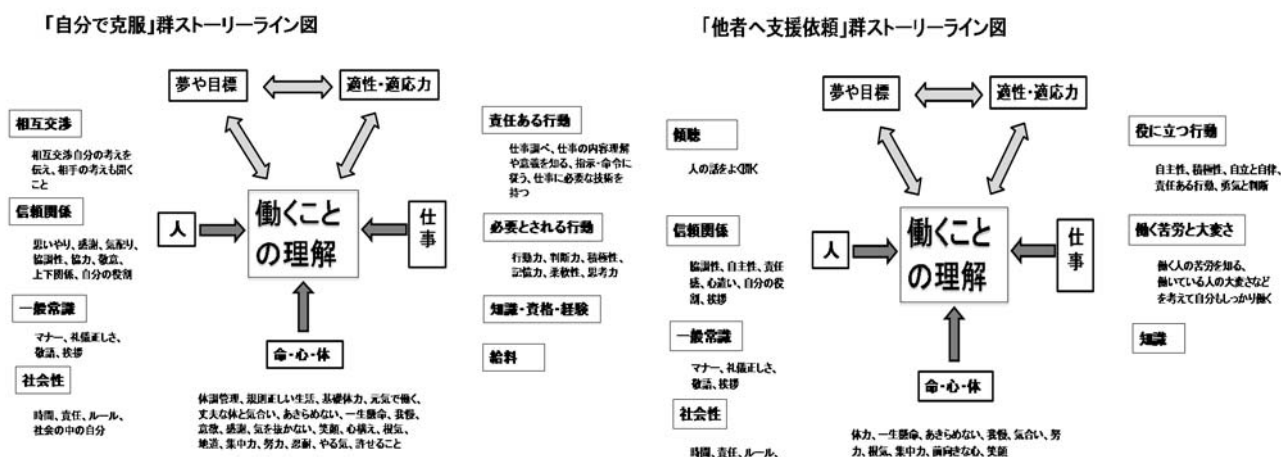 「自分で克服」群ストーリーライン図
夢や目標
適性・適応力
相互交渉
相互交渉自分の考えを
伝え、相手の考えも聞く
こと
信頼関係
思いやり、感謝、気配り、
協調性、協力、敬意、
上下関係、自分の役割
一般常識
マナー、礼儀正しさ、
敬語、挨拶
社会性
時間、責任、ルール、
社会の中の自分
人
働くこと
の理解
仕事
命・心・体
体調管理、規則正しい生活、基礎体力、元気で働く、
丈夫な体と気合い、あきらめない、一生懸命、我慢、
意欲、感謝、気を抜かない、笑顔、心構え、根気、
地道、集中力、努力、忍耐、やる気、許せること
責任ある行動
仕事調べ、仕事の内容理解
や意義を知る、指示・命令に
従う、仕事に必要な技術を
持つ
必要とされる行動
行動力、判断力、積極性、
記憶力、柔軟性、思考力
知識・資格・経験
給料
「他者へ支援依頼」群ストーリーライン図
夢や目標
適性・適応力
傾聴
人の話をよく聞く
信頼関係
協調性、自主性、責任
感、心遣い、自分の役
割、挨拶
一般常識
マナー、礼儀正しさ、
敬語、挨拶
社会性
時間、責任、ルール、
人
働くこと
の理解
仕事
命・心・体
体力、一生懸命、あきらめない、我慢、気合い、努
力、根気、集中力、前向きな心、笑顔
役に立つ行動
自主性、積極性、自立と自律、
責任ある行動、勇気と判断
働く苦労と大変さ
働く人の苦労を知る、
働いている人の大変さなど
を考えて自分もしっかり働く
知識